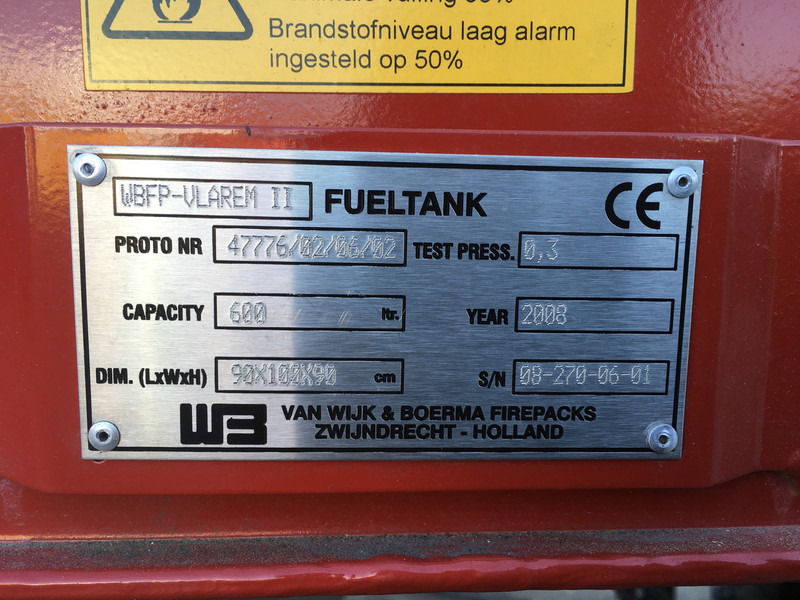 Brandstofniveau laag alarm
ingesteld op 50%
WBFP-VLAREM II FUELTANK CE
PROTO NR 47776/02/06/02 TEST PRESS. 0,3
CAPACITY 600 ltr. YEAR 2008
DIM. (LxWxH) 90X100X90 cm S/N 08-270-06-01
WB VAN WIJK & BOERMA FIREPACKS
ZWIJNDRECHT - HOLLAND